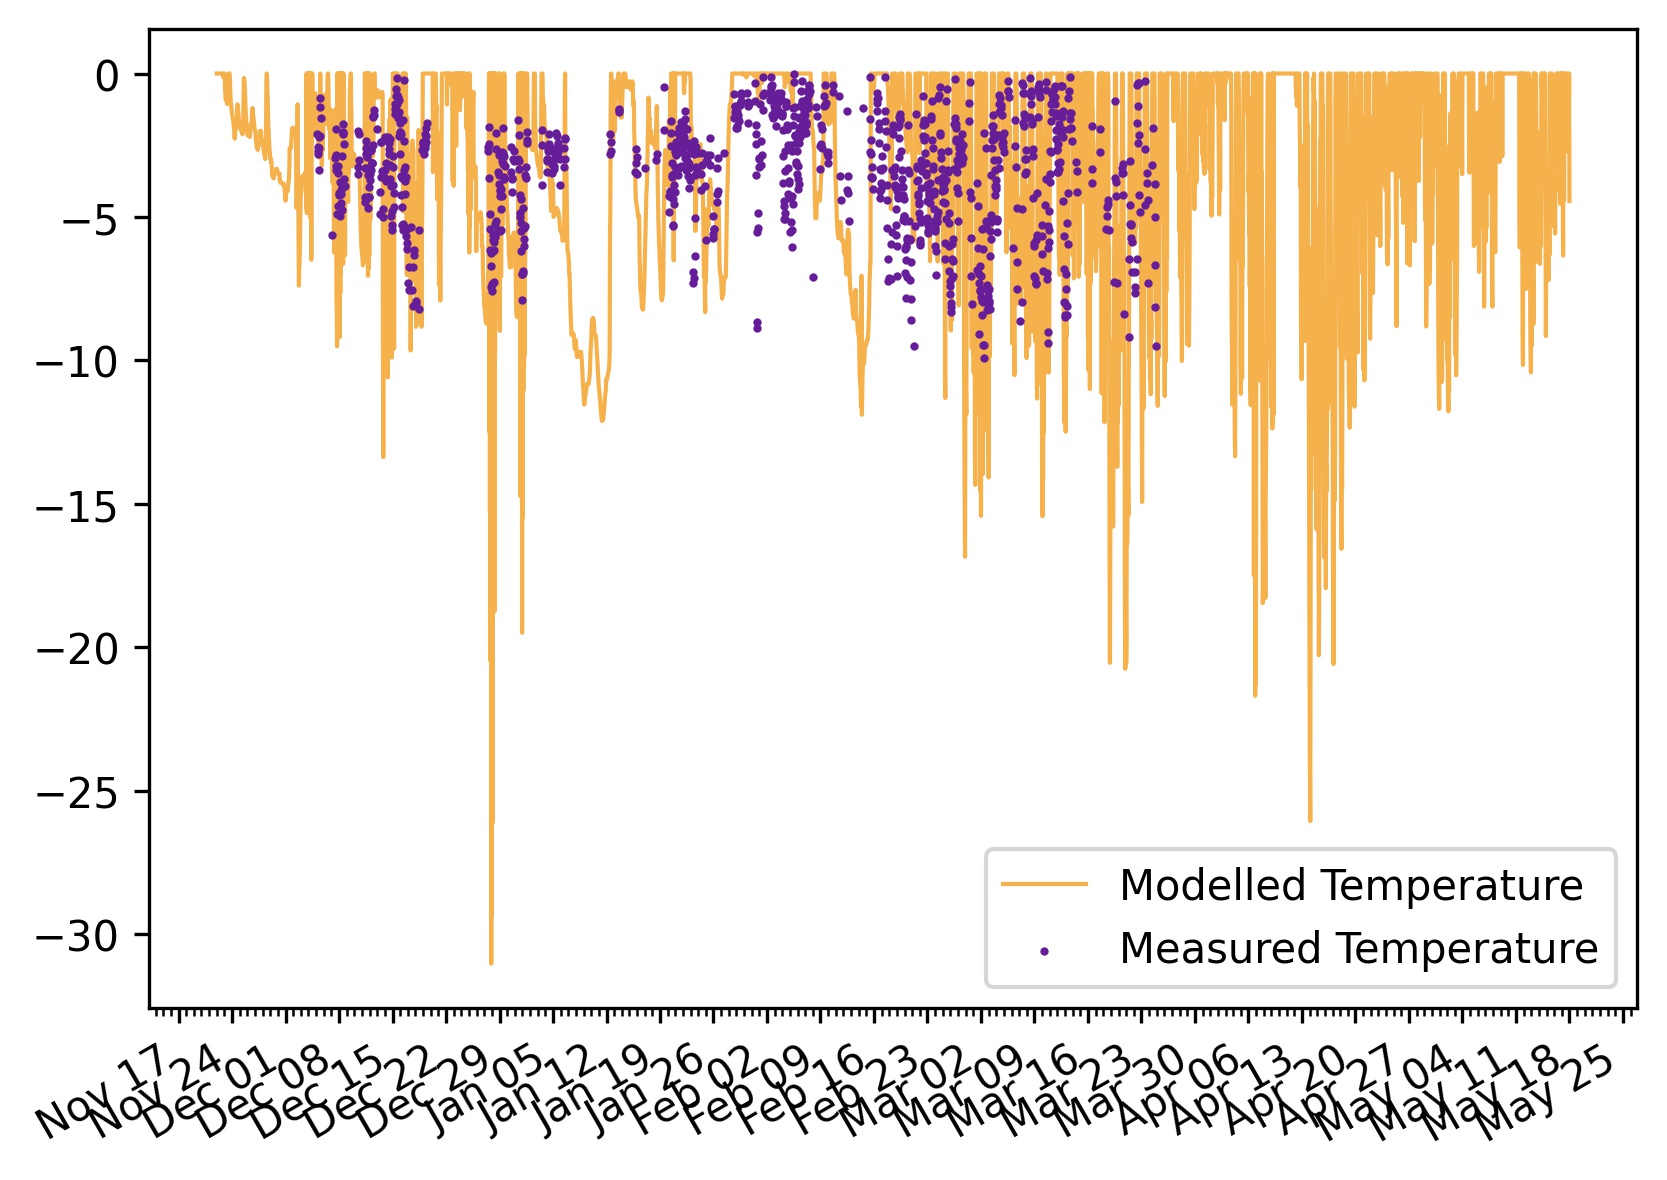 0
−5
−10
−15
−20
−25
−30
Modelled Temperature
Measured Temperature
Nov 17
Nov 24
Dec 01
Dec 08
Dec 15
Dec 22
Dec 29
Jan 05
Jan 12
Jan 19
Jan 26
Feb 02
Feb 09
Feb 16
Feb 23
Mar 02
Mar 09
Mar 16
Mar 23
Mar 30
Apr 06
Apr 13
Apr 20
Apr 27
May 04
May 11
May 18
May 25